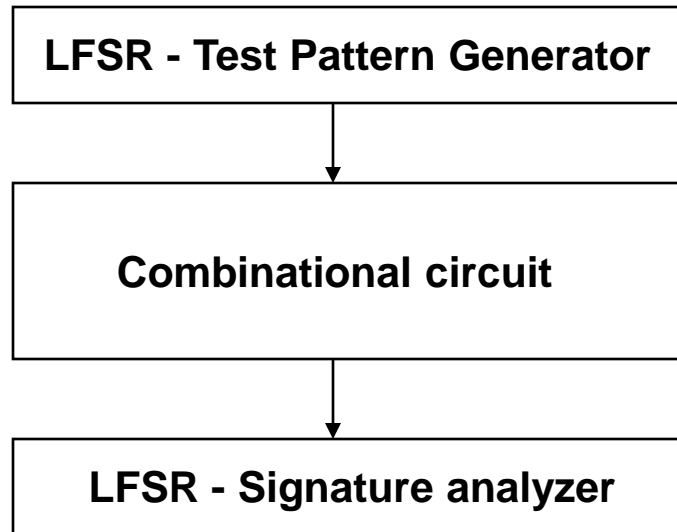 LFSR - Test Pattern Generator
Combinational circuit
LFSR - Signature analyzer